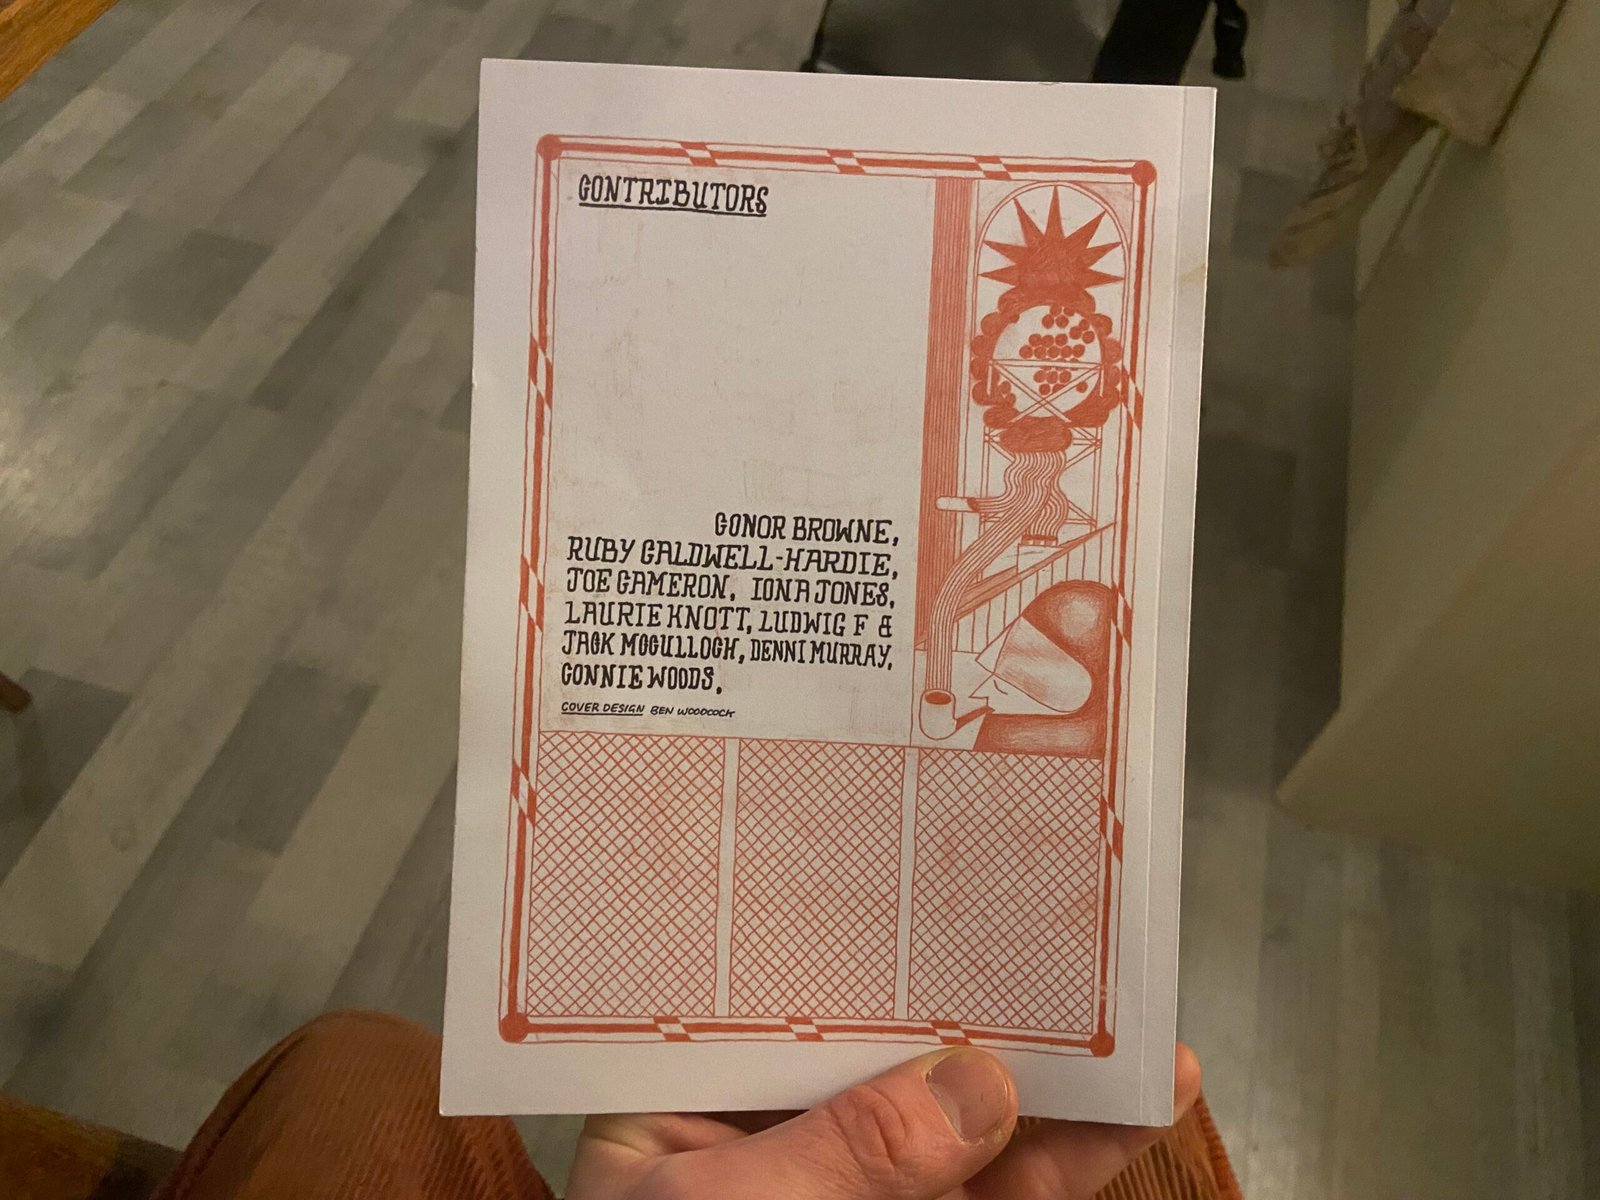 CONTRIBUTORS
CONOR BROWNE,
RUBY CALDWELL-HARDIE,
JOE CAMERON, IONA JONES,
LAURIE KNOTT, LUDWIG F &
JACK MCCULLOCH, DENNI MURRAY,
CONNIE WOODS.
COVER DESIGN BEN WOODCOCK